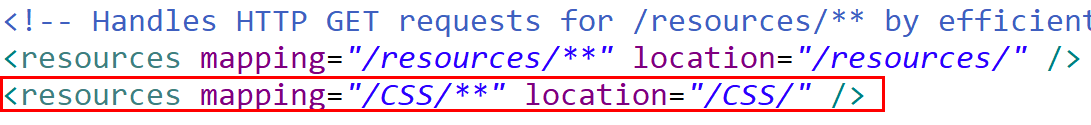 <!-- Handles HTTP GET requests for /resources/** by efficient
<resources mapping="/resources/**" location="/resources/" />
<resources mapping="/CSS/**" location="/CSS/" />